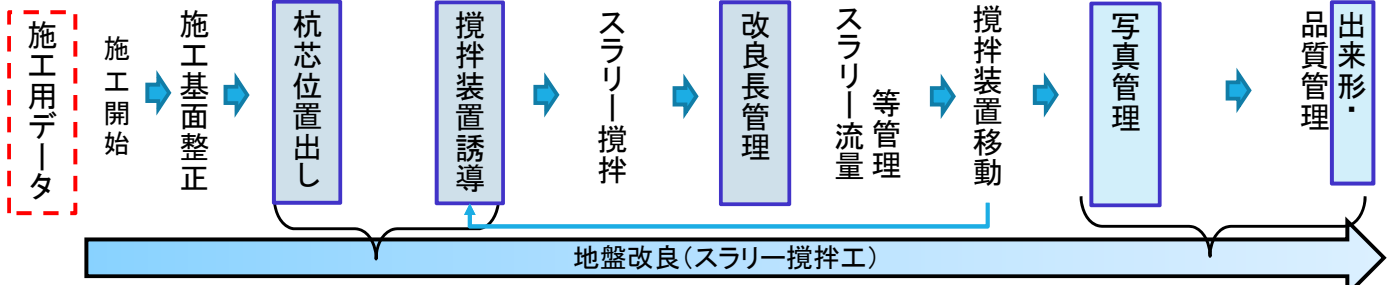 施工用データ
施工開始
施工基面整正
杭芯位置出し
撹拌装置誘導
スラリー撹拌
改良長管理
スラリー流量
等管理
撹拌装置移動
写真管理
出来形・
品質管理
地盤改良(スラリー撹拌工)